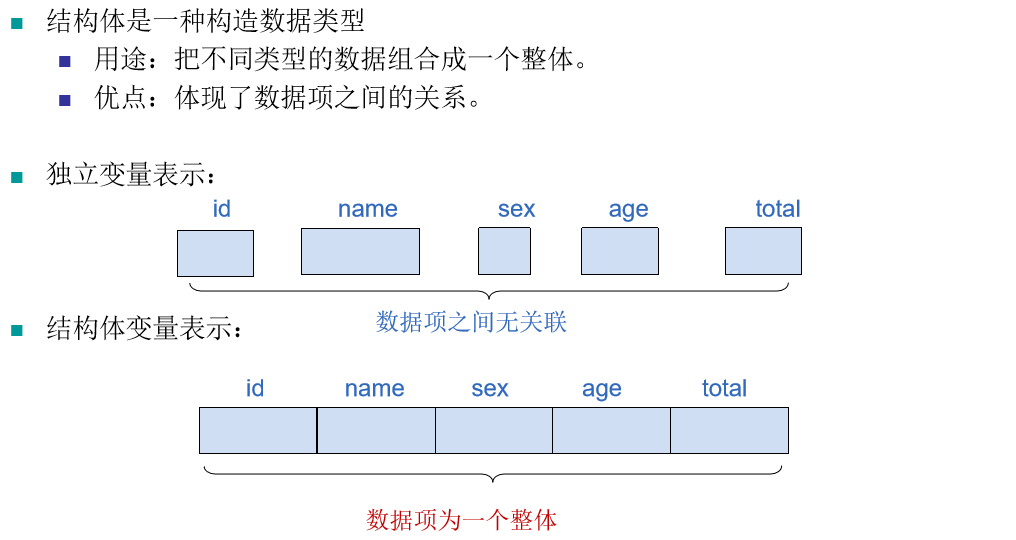 结构体是一种构造数据类型
用途：把不同类型的数据组合成一个整体。
优点：体现了数据项之间的关系。
独立变量表示：
id name sex age total
数据项之间无关联
结构体变量表示：
id name sex age total
数据项为一个整体